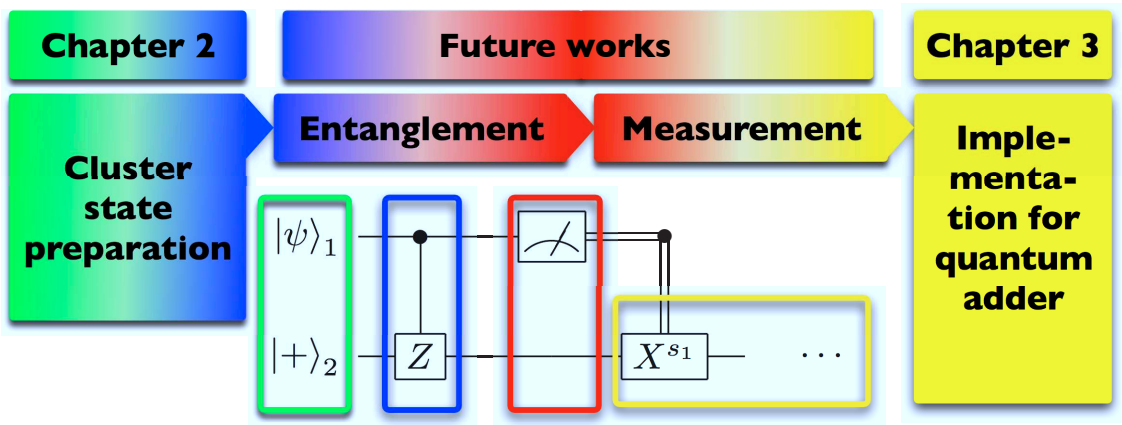 Chapter 2
Future works
Chapter 3
Cluster
state
preparation
Entanglement
Measurement
Imple-
menta-
tion for
quantum
adder
|ψ⟩₁
|+⟩₂
Z
Xˢ¹
···